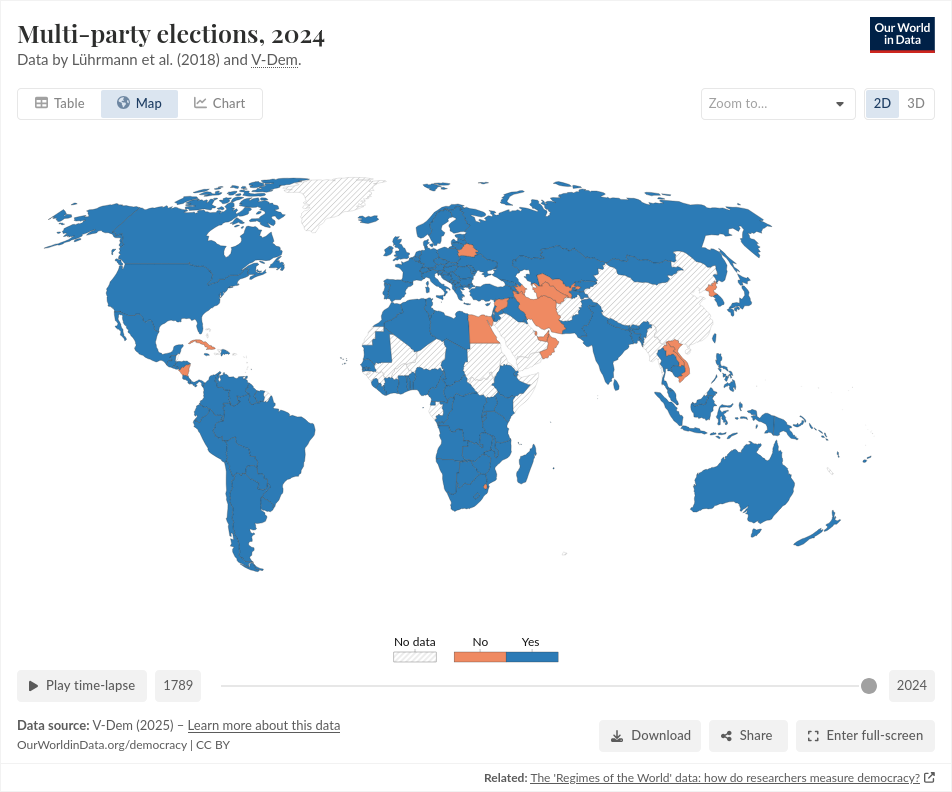 Multi-party elections, 2024
Our World
in Data
Data by Lührmann et al. (2018) and V-Dem.
Table
Map
Chart
Zoom to...
2D
3D
No data
No
Yes
Play time-lapse
1789
2024
Data source: V-Dem (2025) – Learn more about this data
OurWorldinData.org/democracy | CC BY
Download
Share
Enter full-screen
Related: The 'Regimes of the World' data: how do researchers measure democracy?